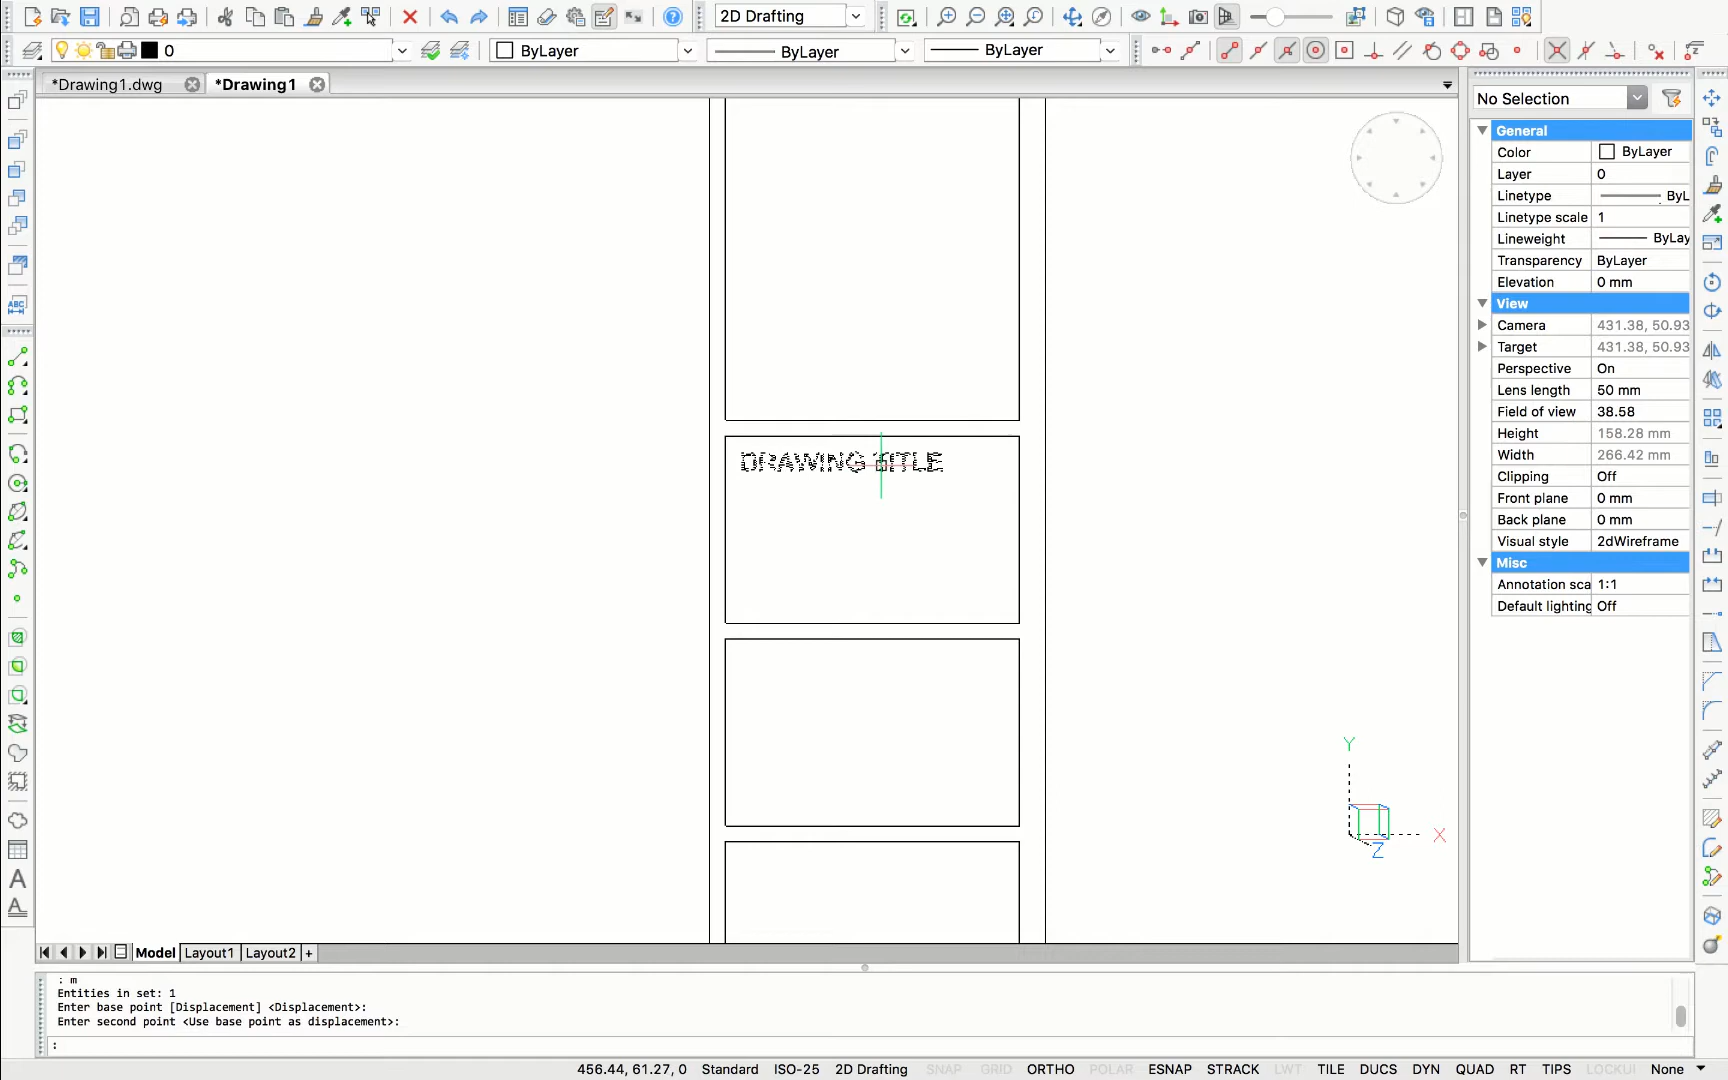 2D Drafting
0
ByLayer
ByLayer
ByLayer
*Drawing1.dwg
*Drawing1
No Selection
General
Color ByLayer
Layer 0
Linetype ByL
Linetype scale 1
Lineweight ByLay
Transparency ByLayer
Elevation 0 mm
View
Camera 431.38, 50.93
Target 431.38, 50.93
Perspective On
Lens length 50 mm
Field of view 38.58
Height 158.28 mm
Width 266.42 mm
Clipping Off
Front plane 0 mm
Back plane 0 mm
Visual style 2dWireframe
Misc
Annotation sca 1:1
Default lighting Off
ABC
DRAWING TITLE
Y
X
Z
A
A
Model Layout1 Layout2 +
: m
Entities in set: 1
Enter base point [Displacement] <Displacement>:
Enter second point <Use base point as displacement>:
:
456.44, 61.27, 0 Standard ISO-25 2D Drafting SNAP GRID ORTHO POLAR ESNAP STRACK LWT TILE DUCS DYN QUAD RT TIPS LOCKUI None